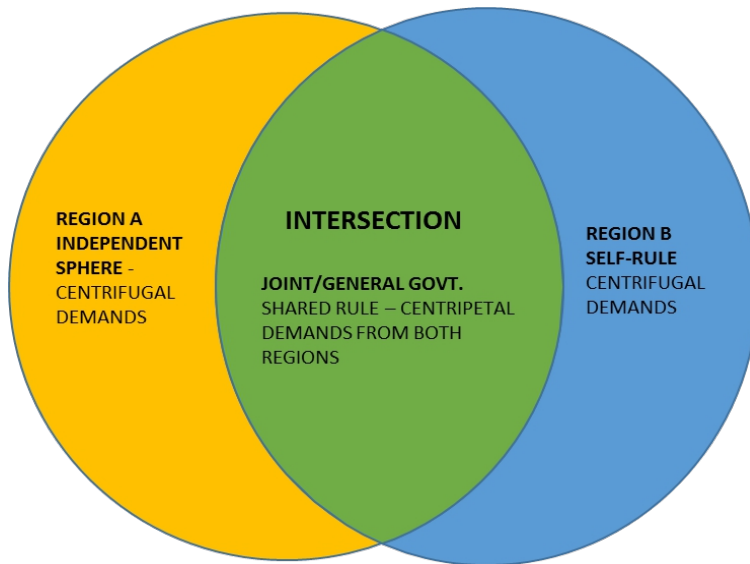 REGION A
INDEPENDENT
SPHERE -
CENTRIFUGAL
DEMANDS
INTERSECTION
JOINT/GENERAL GOVT.
SHARED RULE – CENTRIPETAL
DEMANDS FROM BOTH
REGIONS
REGION B
SELF-RULE
CENTRIFUGAL
DEMANDS